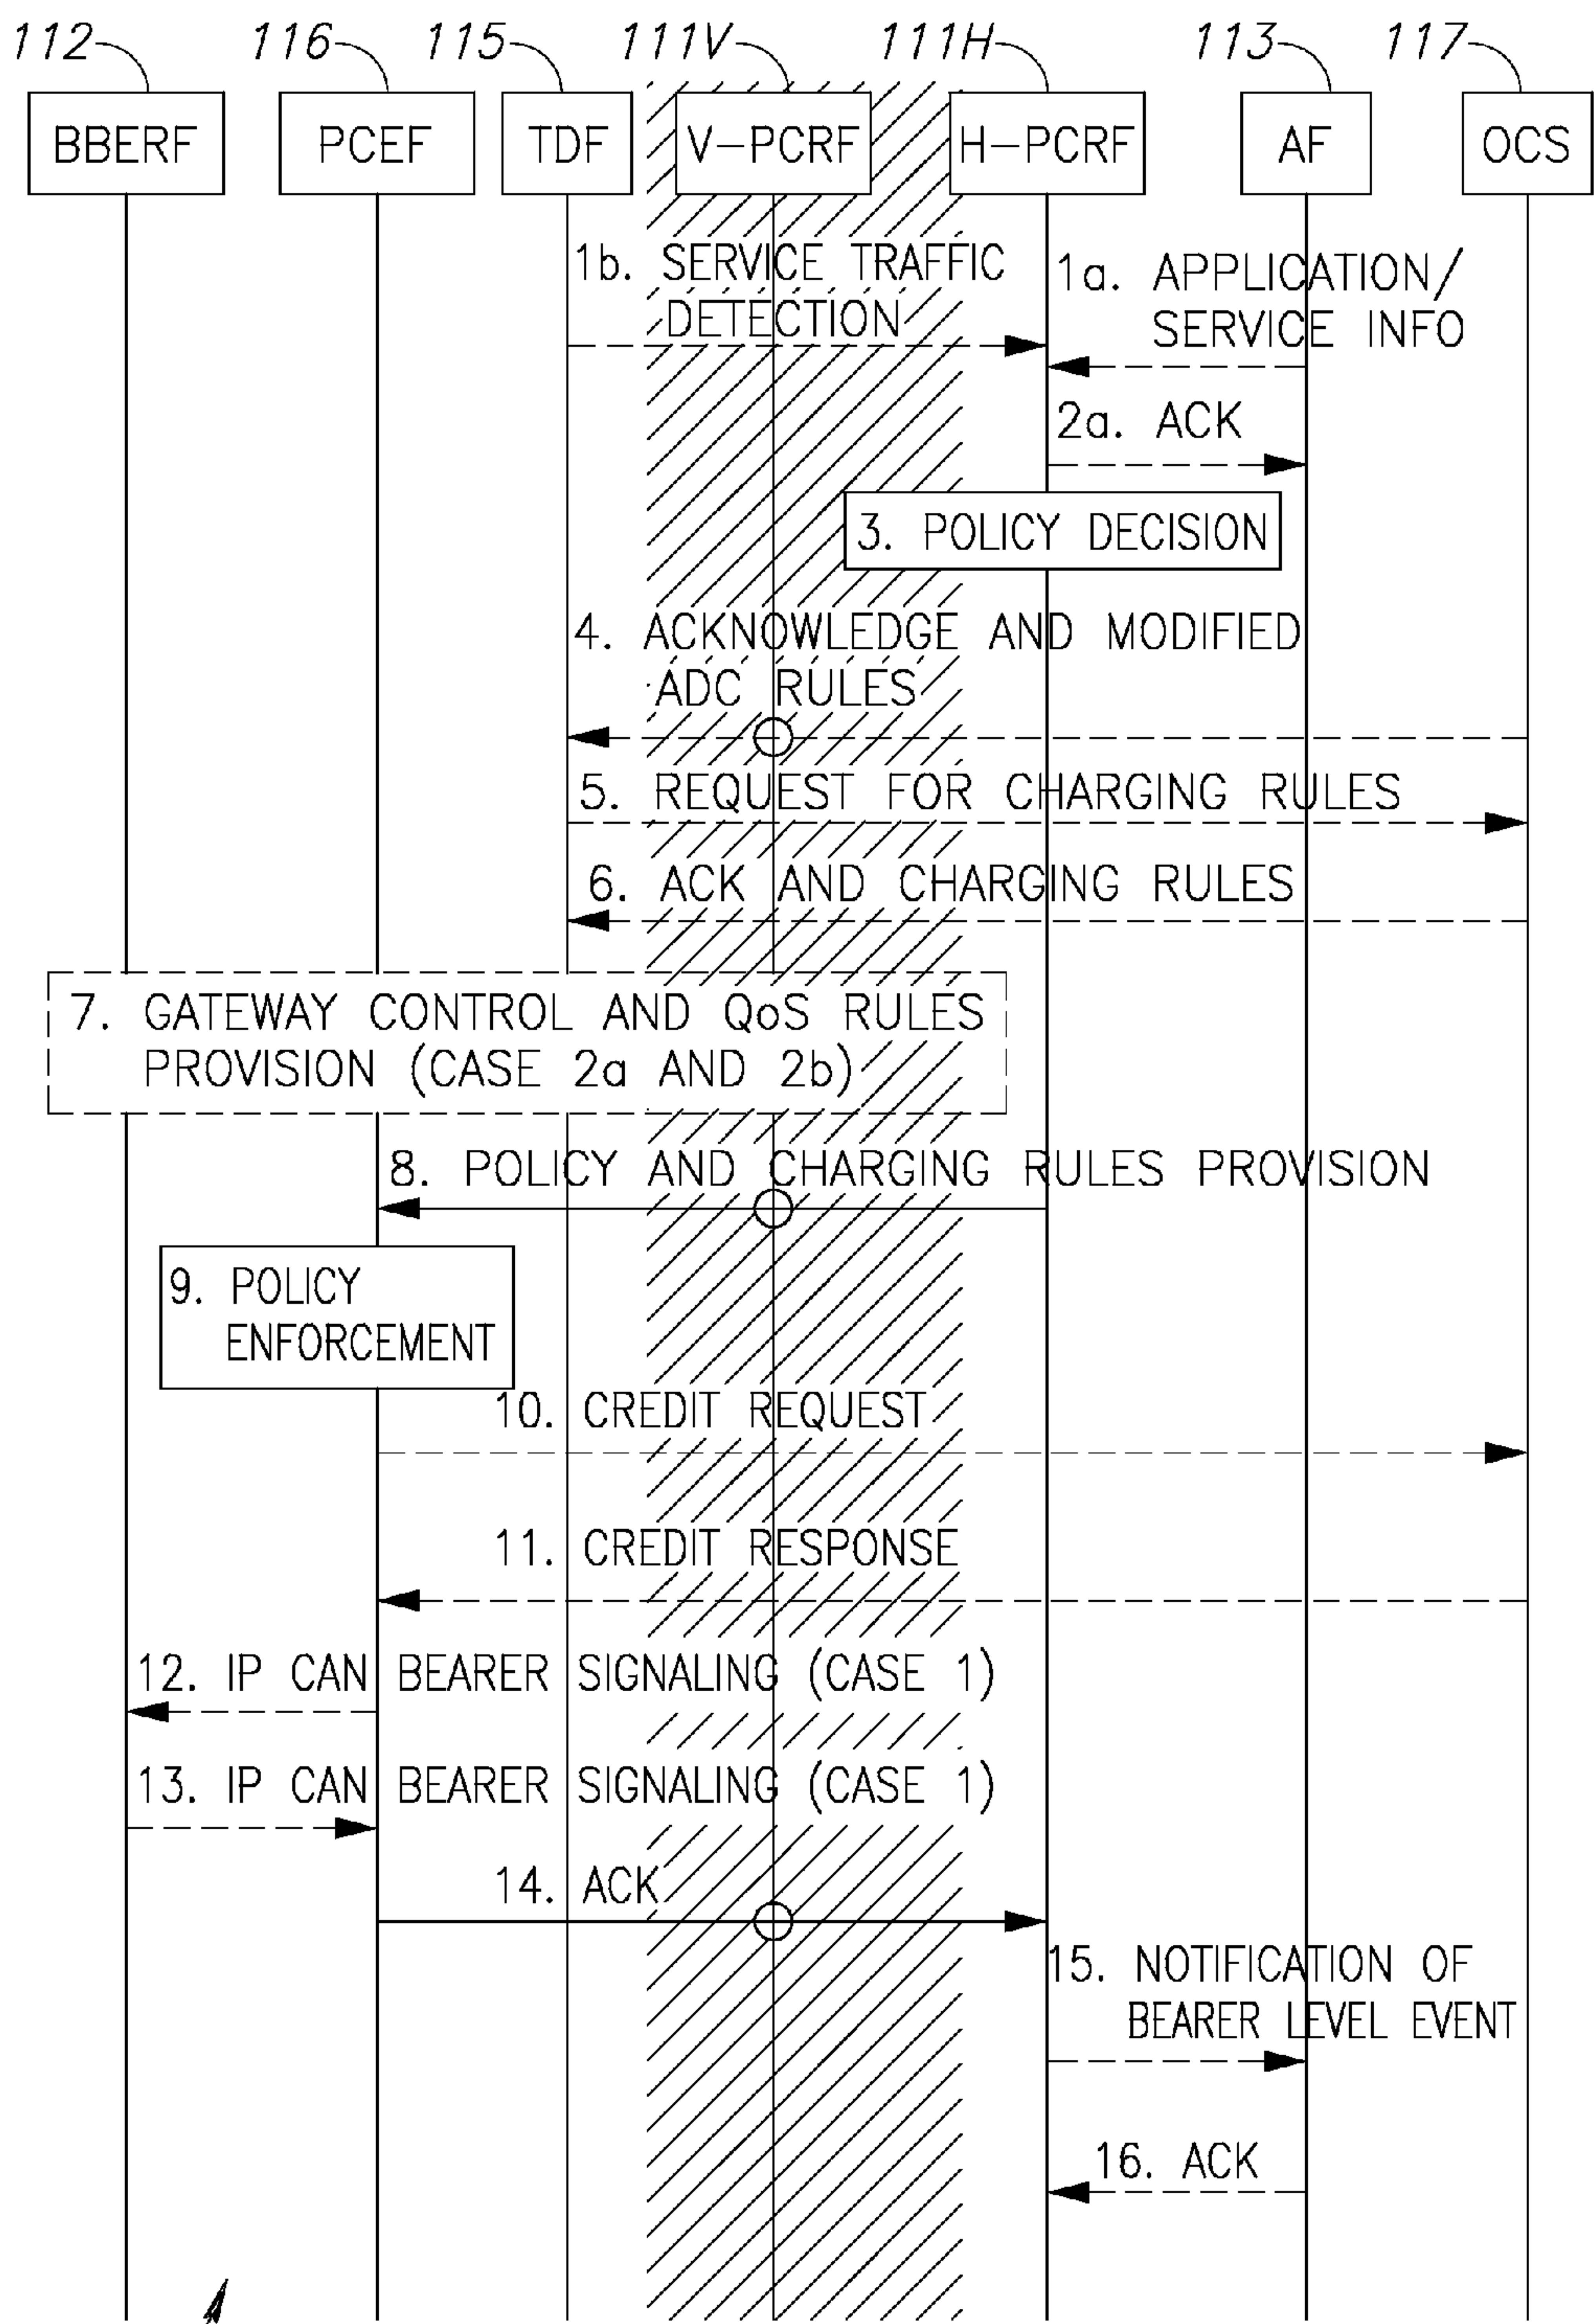 112 116 115 111V 111H 113 117
BBERF PCEF TDF V-PCRF H-PCRF AF OCS
1b. SERVICE TRAFFIC
DETECTION
1a. APPLICATION/
SERVICE INFO
2a. ACK
3. POLICY DECISION
4. ACKNOWLEDGE AND MODIFIED
ADC RULES
5. REQUEST FOR CHARGING RULES
6. ACK AND CHARGING RULES
7. GATEWAY CONTROL AND QoS RULES
PROVISION (CASE 2a AND 2b)
8. POLICY AND CHARGING RULES PROVISION
9. POLICY
ENFORCEMENT
10. CREDIT REQUEST
11. CREDIT RESPONSE
12. IP CAN BEARER SIGNALING (CASE 1)
13. IP CAN BEARER SIGNALING (CASE 1)
14. ACK
15. NOTIFICATION OF
BEARER LEVEL EVENT
16. ACK